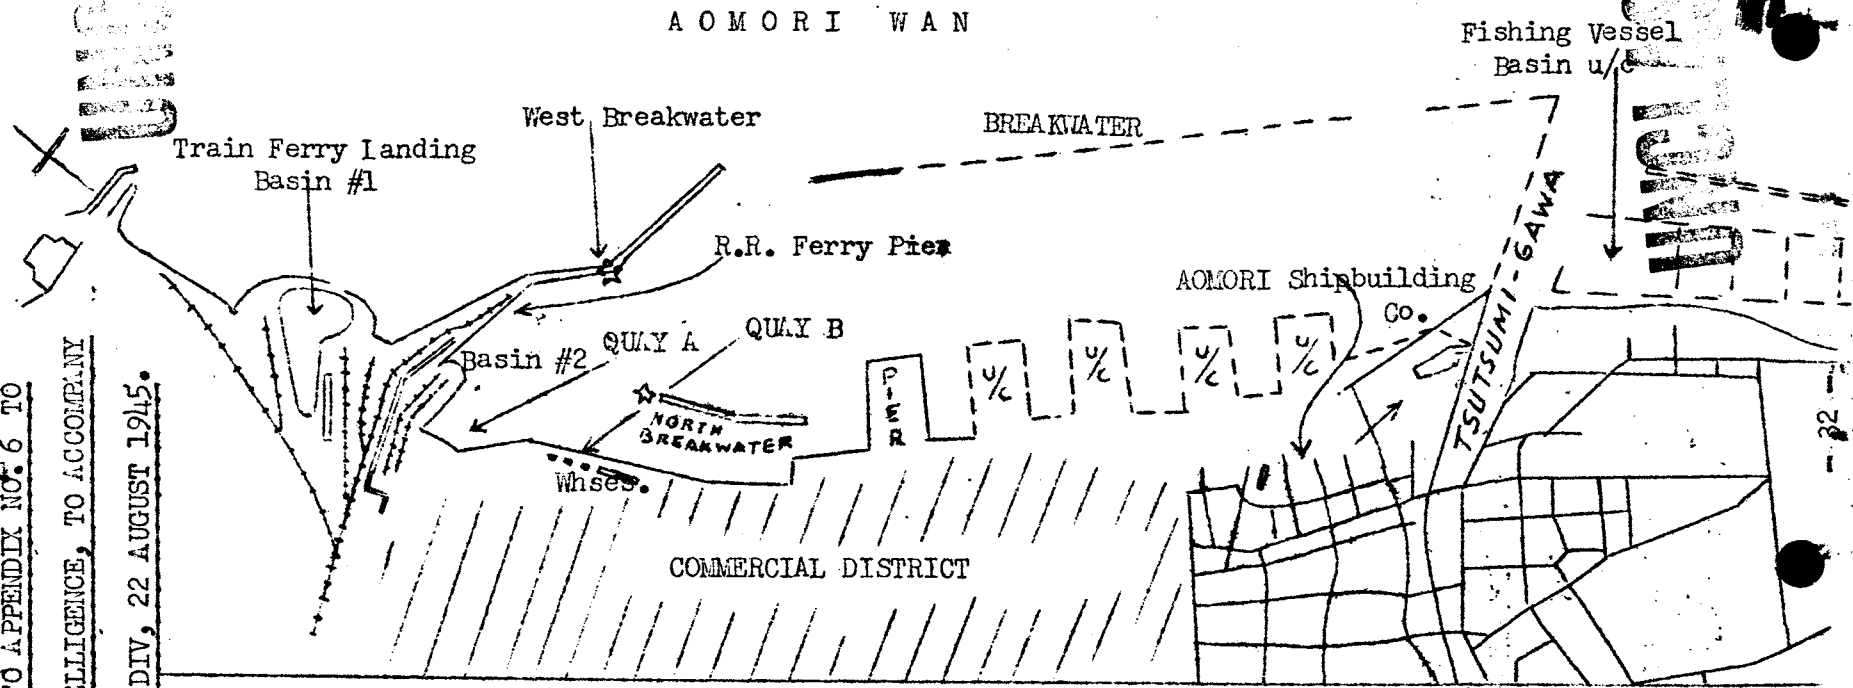 AOMORI WAN
Fishing Vessel
Basin u/c
West Breakwater
BREAKWATER
Train Ferry Landing
Basin #1
R.R. Ferry Pier
TSUTSUMI-GAWA
AOMORI Shipbuilding
Co.
QUAY A
QUAY B
Basin #2
PIER
u/c
u/c
u/c
u/c
NORTH
BREAKWATER
Whses.
COMMERCIAL DISTRICT
TO APPENDIX NO. 6 TO
TO ACCOMPANY
DIV, 22 AUGUST 1945.
- 32 -